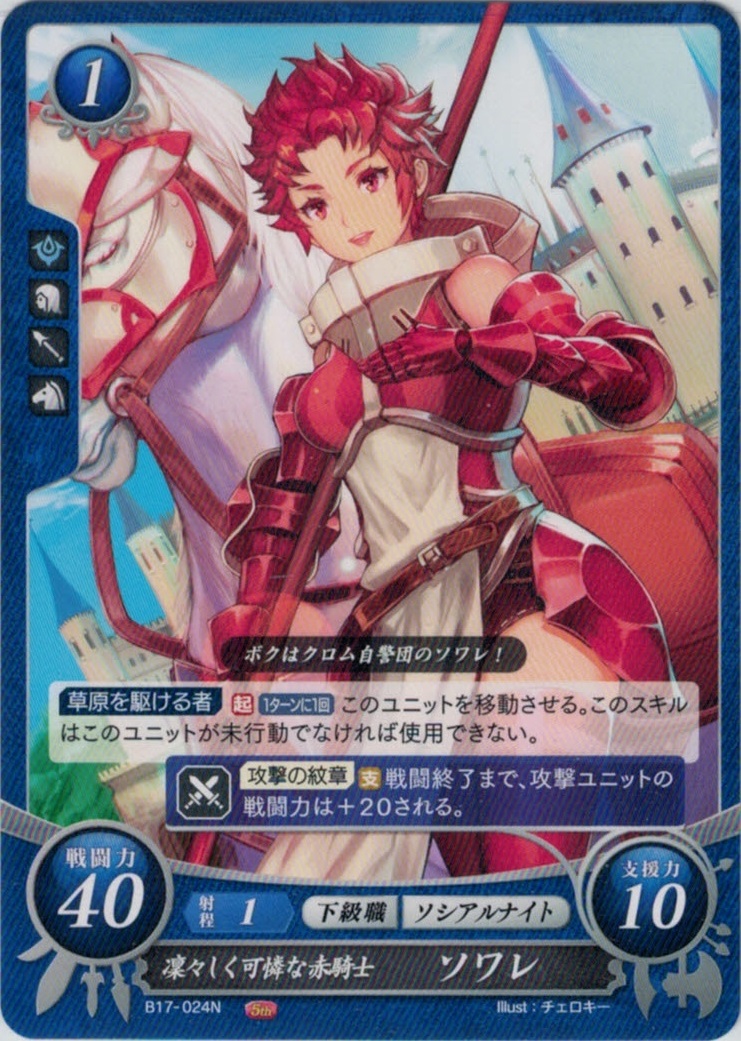 1
ボクはクロム自警団のソワレ!
草原を駆ける者 起 1ターンに1回 このユニットを移動させる。このスキル
はこのユニットが未行動でなければ使用できない。
攻撃の紋章 支 戦闘終了まで、攻撃ユニットの
戦闘力は+20される。
戦闘力
40
射程 1
下級職 ソシアルナイト
支援力
10
凜々しく可憐な赤騎士 ソワレ
B17-024N 5th Illust:チェロキー